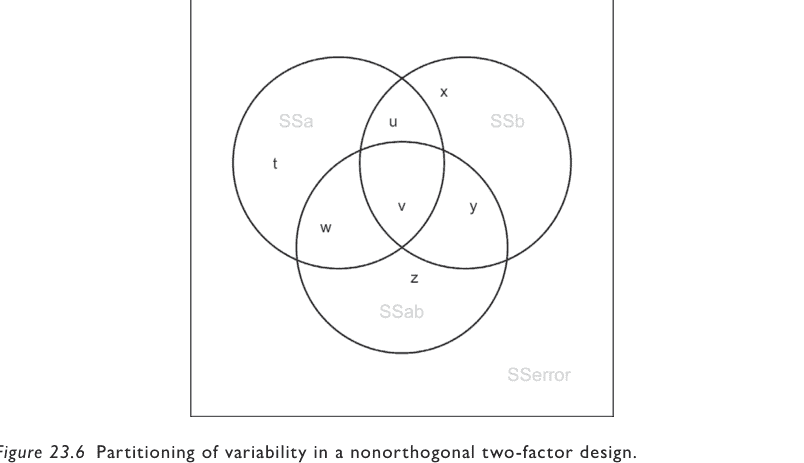 x
SSa
u
SSb
t
v
y
w
z
SSab
SSerror
Figure 23.6 Partitioning of variability in a nonorthogonal two-factor design.